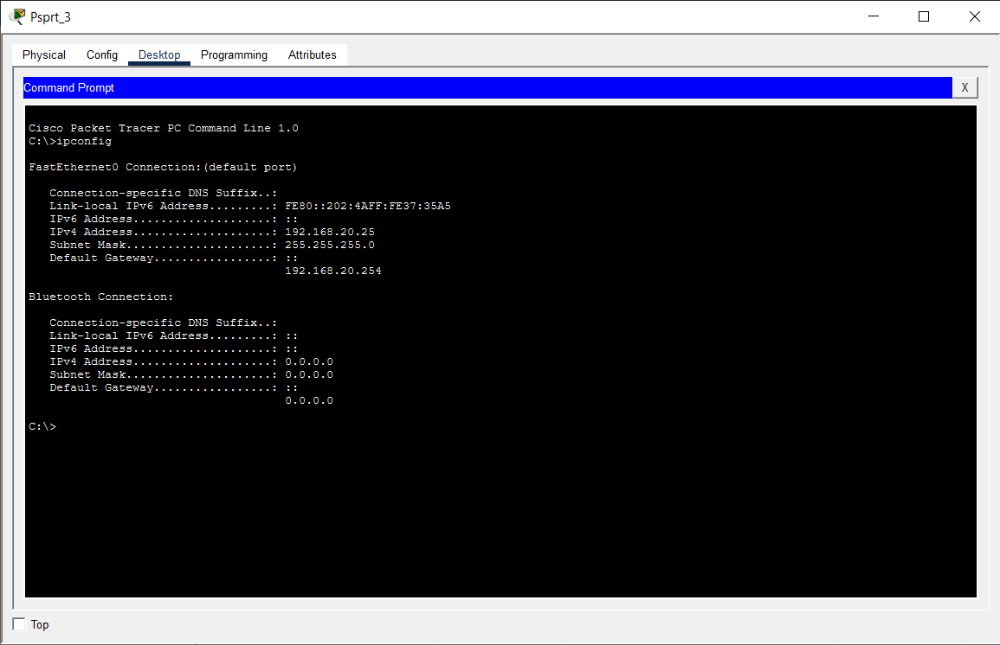 Psprt_3
Physical Config Desktop Programming Attributes
Command Prompt X
Cisco Packet Tracer PC Command Line 1.0
C:\>ipconfig
FastEthernet0 Connection:(default port)
Connection-specific DNS Suffix..:
Link-local IPv6 Address.........: FE80::202:4AFF:FE37:35A5
IPv6 Address....................: ::
IPv4 Address....................: 192.168.20.25
Subnet Mask.....................: 255.255.255.0
Default Gateway.................: ::
192.168.20.254
Bluetooth Connection:
Connection-specific DNS Suffix..:
Link-local IPv6 Address.........: ::
IPv6 Address....................: ::
IPv4 Address....................: 0.0.0.0
Subnet Mask.....................: 0.0.0.0
Default Gateway.................: ::
0.0.0.0
C:\>
Top